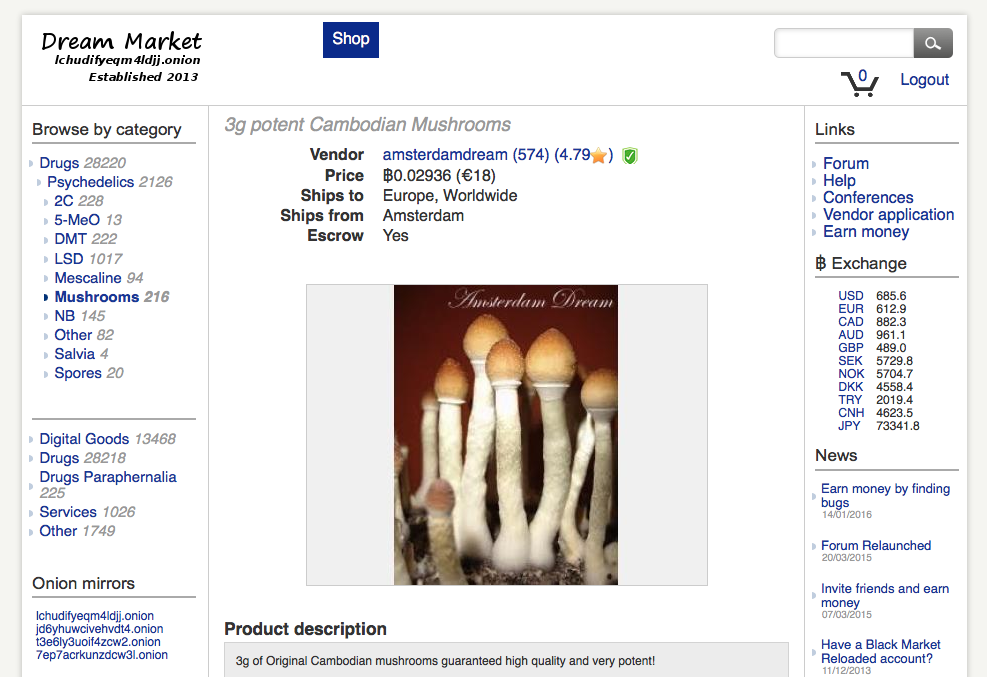 Dream Market
lchudifyeqm4ldjj.onion
Established 2013
Shop
0
Logout
Browse by category
Drugs 28220
Psychedelics 2126
2C 228
5-MeO 13
DMT 222
LSD 1017
Mescaline 94
Mushrooms 216
NB 145
Other 82
Salvia 4
Spores 20
Digital Goods 13468
Drugs 28218
Drugs Paraphernalia
225
Services 1026
Other 1749
Onion mirrors
lchudifyeqm4ldjj.onion
jd6yhuwcivehvdt4.onion
t3e6ly3uoif4zcw2.onion
7ep7acrkunzdcw3l.onion
3g potent Cambodian Mushrooms
Vendor amsterdamdream (574) (4.79⭐)
Price ฿0.02936 (€18)
Ships to Europe, Worldwide
Ships from Amsterdam
Escrow Yes
Amsterdam Dream
Product description
3g of Original Cambodian mushrooms guaranteed high quality and very potent!
Links
Forum
Help
Conferences
Vendor application
Earn money
฿ Exchange
USD 685.6
EUR 612.9
CAD 882.3
AUD 961.1
GBP 489.0
SEK 5729.8
NOK 5704.7
DKK 4558.4
TRY 2019.4
CNH 4623.5
JPY 73341.8
News
Earn money by finding
bugs
14/01/2016
Forum Relaunched
20/03/2015
Invite friends and earn
money
07/03/2015
Have a Black Market
Reloaded account?
11/12/2013